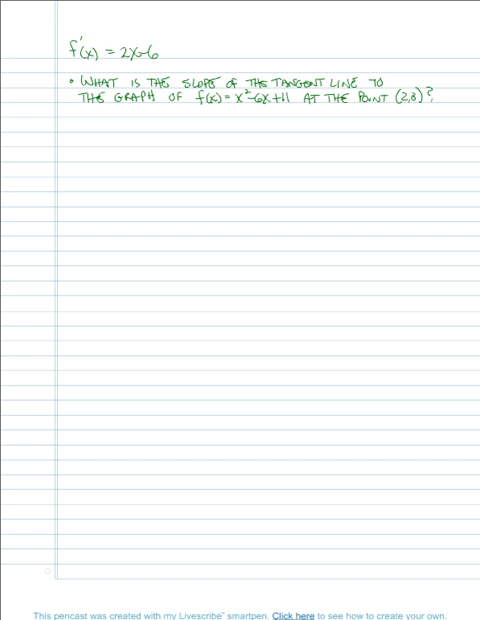 f'(x) = 2x-6
• WHAT IS THE SLOPE OF THE TANGENT LINE TO
THE GRAPH OF f(x) = x²-6x+11 AT THE POINT (2,3)?
This pencast was created with my Livescribe™ smartpen. Click here to see how to create your own.